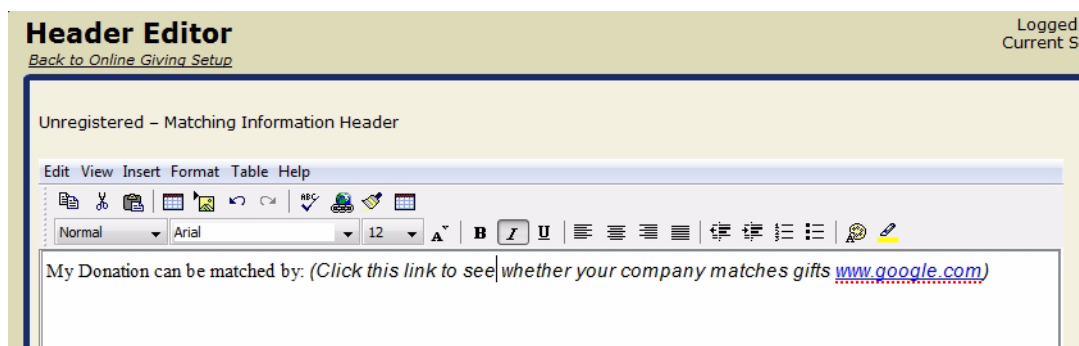 Header Editor
Logged
Back to Online Giving Setup
Current S
Unregistered – Matching Information Header
Edit View Insert Format Table Help
ABC
Normal Arial 12 A B I U
My Donation can be matched by: (Click this link to see whether your company matches gifts www.google.com)